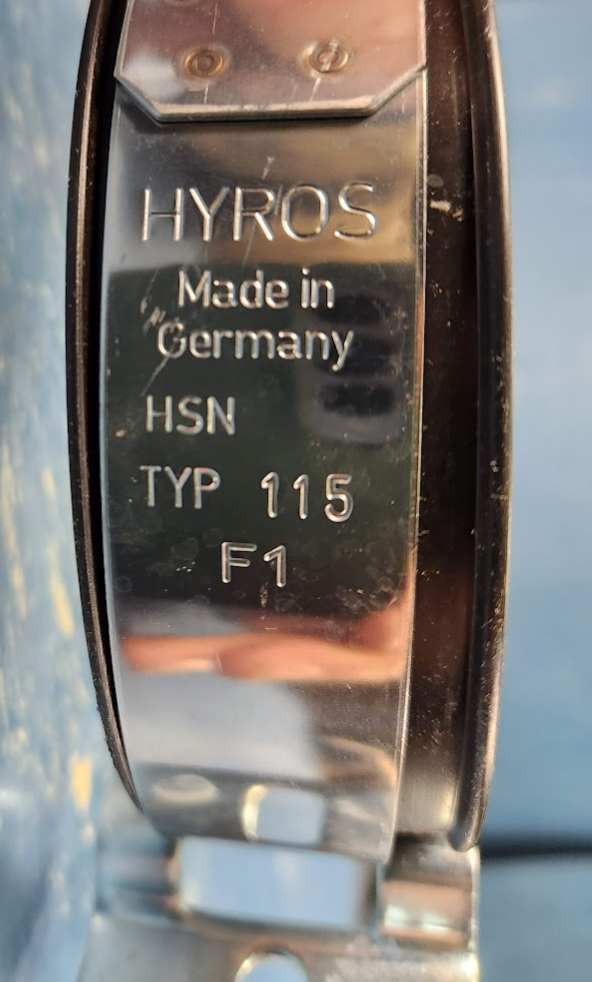 HYROS
Made in
Germany
HSN
TYP 115
F1